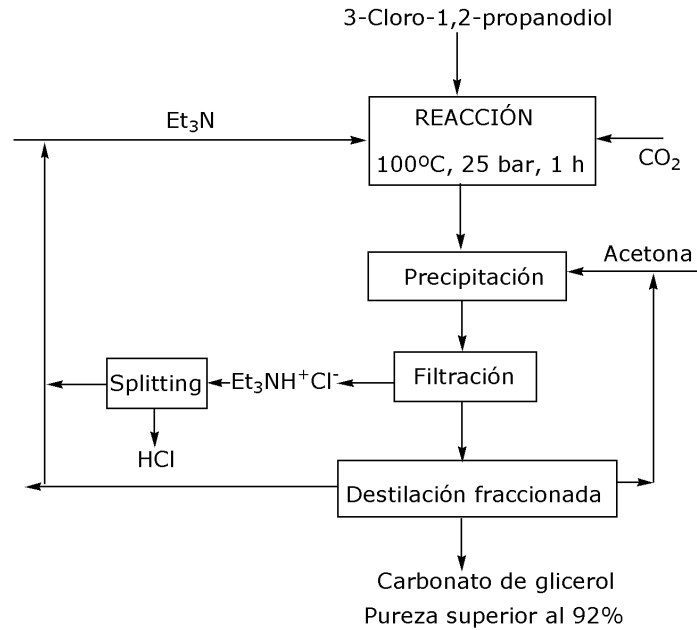 3-Cloro-1,2-propanodiol
Et₃N
REACCIÓN
100ºC, 25 bar, 1 h
CO₂
Acetona
Precipitación
Filtración
Et₃NH⁺Cl⁻
Splitting
HCl
Destilación fraccionada
Carbonato de glicerol
Pureza superior al 92%